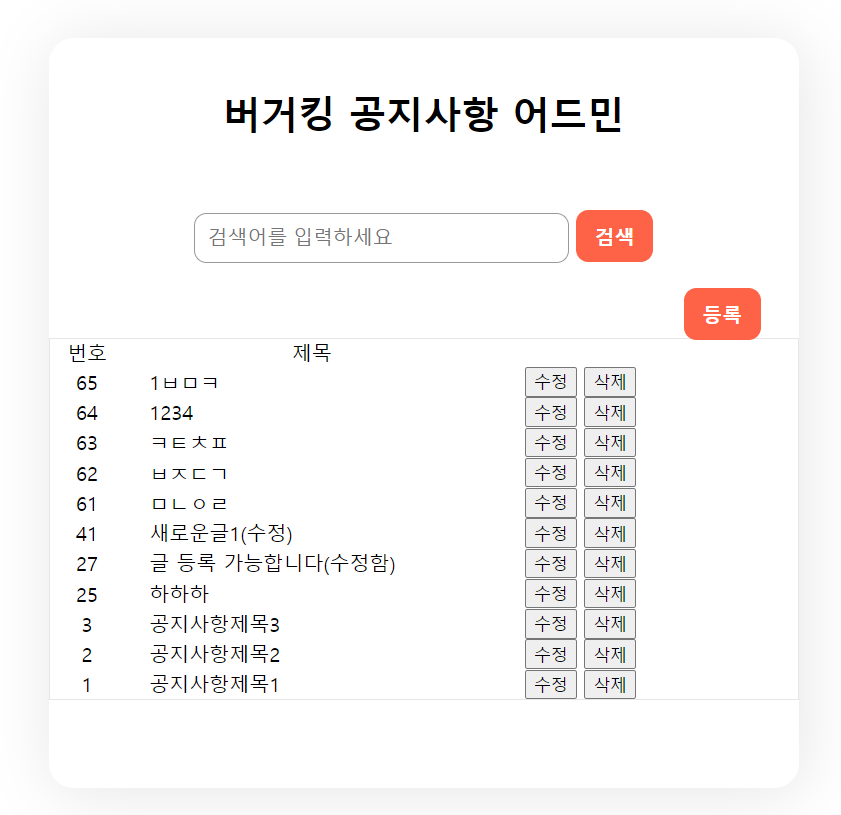 버거킹 공지사항 어드민
검색어를 입력하세요 검색
등록
번호 제목
65 1ㅂㅁㅋ 수정 삭제
64 1234 수정 삭제
63 ㅋㅌㅊㅍ 수정 삭제
62 ㅂㅈㄷㄱ 수정 삭제
61 ㅁㄴㅇㄹ 수정 삭제
41 새로운글1(수정) 수정 삭제
27 글 등록 가능합니다(수정함) 수정 삭제
25 하하하 수정 삭제
3 공지사항제목3 수정 삭제
2 공지사항제목2 수정 삭제
1 공지사항제목1 수정 삭제